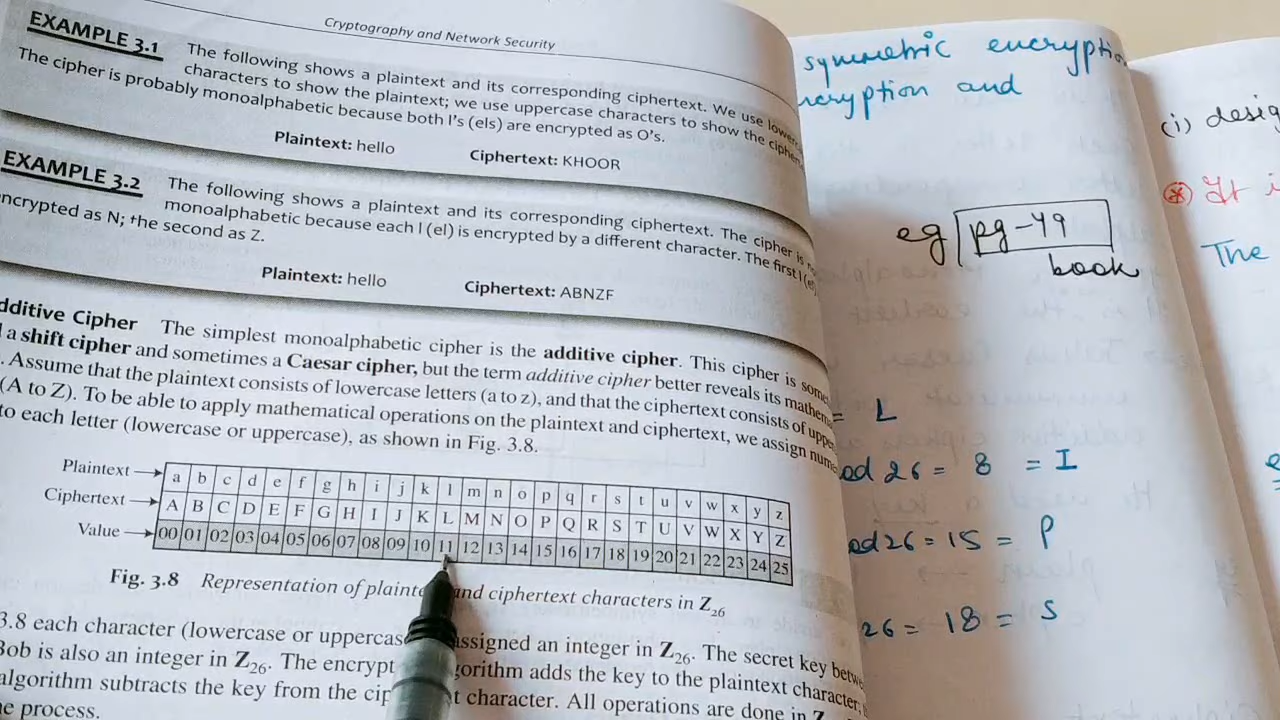 Cryptography and Network Security
EXAMPLE 3.1 The following shows a plaintext and its corresponding ciphertext. We use
characters to show the plaintext; we use uppercase characters to show the
The cipher is probably monoalphabetic because both l's (els) are encrypted as O's.
Plaintext: hello Ciphertext: KHOOR
EXAMPLE 3.2 The following shows a plaintext and its corresponding ciphertext. The cipher is
monoalphabetic because each l (el) is encrypted by a different character. The first l (el)
ncrypted as N; the second as Z.
Plaintext: hello Ciphertext: ABNZF
dditive Cipher The simplest monoalphabetic cipher is the additive cipher. This cipher is some
a shift cipher and sometimes a Caesar cipher, but the term additive cipher better reveals its mathe
. Assume that the plaintext consists of lowercase letters (a to z), and that the ciphertext consists of upper
(A to Z). To be able to apply mathematical operations on the plaintext and ciphertext, we assign nume
to each letter (lowercase or uppercase), as shown in Fig. 3.8.
Plaintext a b c d e f g h i j k l m n o p q r s t u v w x y z
Ciphertext A B C D E F G H I J K L M N O P Q R S T U V W X Y Z
Value 00 01 02 03 04 05 06 07 08 09 10 11 12 13 14 15 16 17 18 19 20 21 22 23 24 25
Fig. 3.8 Representation of plainte and ciphertext characters in Z26
3.8 each character (lowercase or uppercase assigned an integer in Z26. The secret key betw
Bob is also an integer in Z26. The encrypt gorithm adds the key to the plaintext character;
algorithm subtracts the key from the cip t character. All operations are done in Z
e process.
symmetric encryption
ncryption and
eg pg-49
book
= L
od 26 = 8 = I
od 26 = 15 = P
26 = 18 = S
(i) desig
It i
The